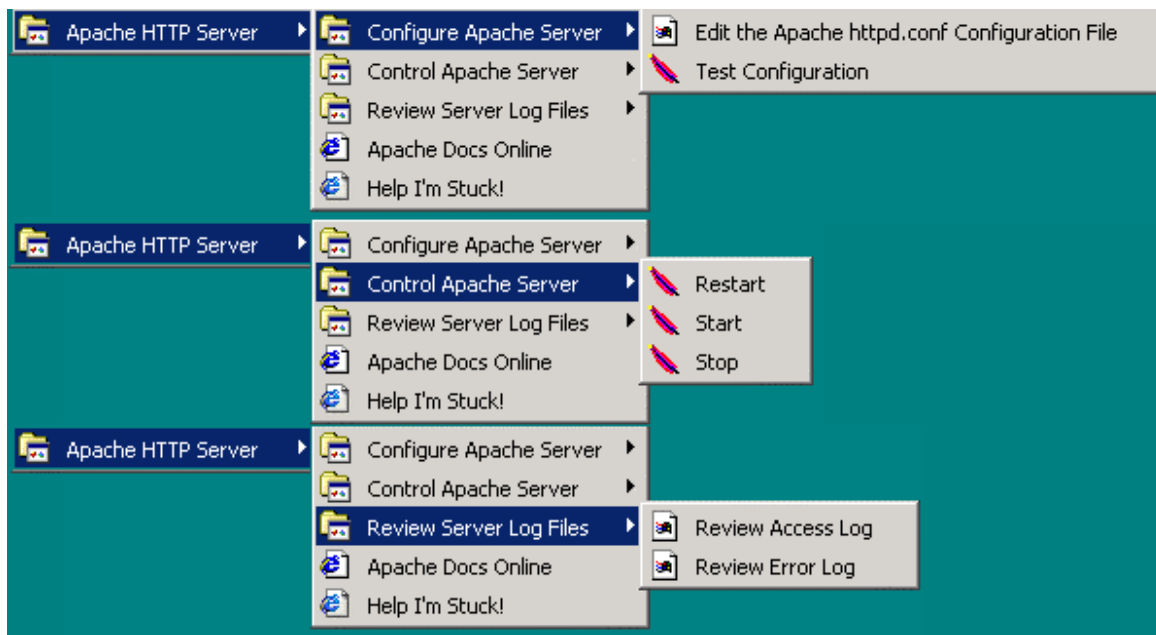 Apache HTTP Server Configure Apache Server Edit the Apache httpd.conf Configuration File
Control Apache Server Test Configuration
Review Server Log Files
Apache Docs Online
Help I'm Stuck!
Apache HTTP Server Configure Apache Server
Control Apache Server Restart
Review Server Log Files Start
Apache Docs Online Stop
Help I'm Stuck!
Apache HTTP Server Configure Apache Server
Control Apache Server
Review Server Log Files Review Access Log
Apache Docs Online Review Error Log
Help I'm Stuck!